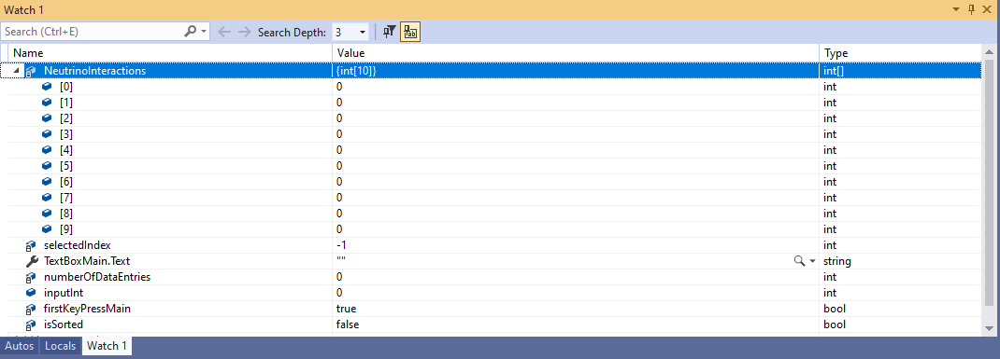 Watch 1
Search (Ctrl+E) Search Depth: 3
Name Value Type
NeutrinoInteractions {int[10]} int[]
[0] 0 int
[1] 0 int
[2] 0 int
[3] 0 int
[4] 0 int
[5] 0 int
[6] 0 int
[7] 0 int
[8] 0 int
[9] 0 int
selectedIndex -1 int
TextBoxMain.Text "" string
numberOfDataEntries 0 int
inputInt 0 int
firstKeyPressMain true bool
isSorted false bool
Autos Locals Watch 1